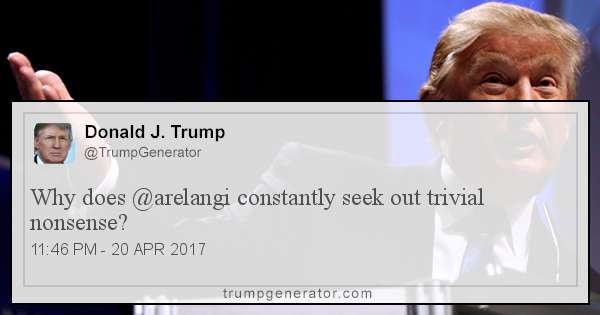 Donald J. Trump
@TrumpGenerator
Why does @arelangi constantly seek out trivial
nonsense?
11:46 PM - 20 APR 2017
trumpgenerator.com